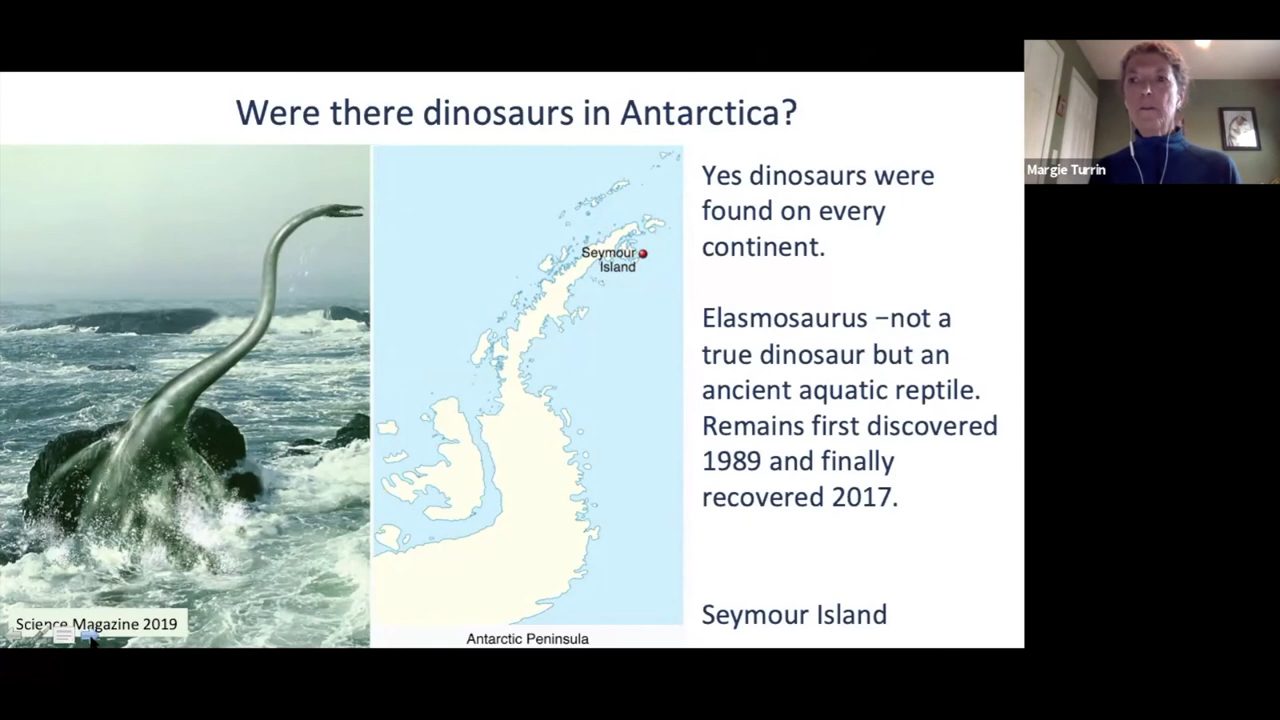 Were there dinosaurs in Antarctica?
Margie Turrin
Yes dinosaurs were
found on every
continent.
Seymour
Island
Elasmosaurus –not a
true dinosaur but an
ancient aquatic reptile.
Remains first discovered
1989 and finally
recovered 2017.
Seymour Island
Science Magazine 2019
Antarctic Peninsula